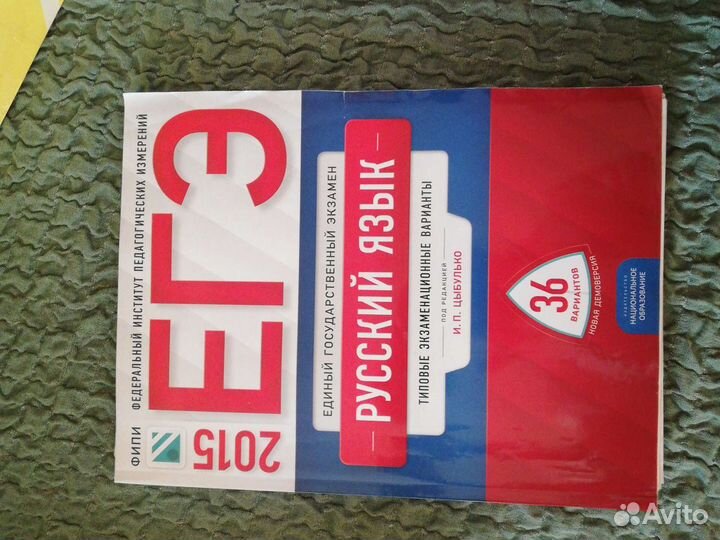 ФИПИ ФЕДЕРАЛЬНЫЙ ИНСТИТУТ ПЕДАГОГИЧЕСКИХ ИЗМЕРЕНИЙ
2015 ЕГЭ
ЕДИНЫЙ ГОСУДАРСТВЕННЫЙ ЭКЗАМЕН
РУССКИЙ ЯЗЫК
ТИПОВЫЕ ЭКЗАМЕНАЦИОННЫЕ ВАРИАНТЫ
ПОД РЕДАКЦИЕЙ
И. П. ЦЫБУЛЬКО
36
ВАРИАНТОВ
НОВАЯ ДЕМОВЕРСИЯ
ИЗДАТЕЛЬСТВО
НАЦИОНАЛЬНОЕ
ОБРАЗОВАНИЕ
Avito